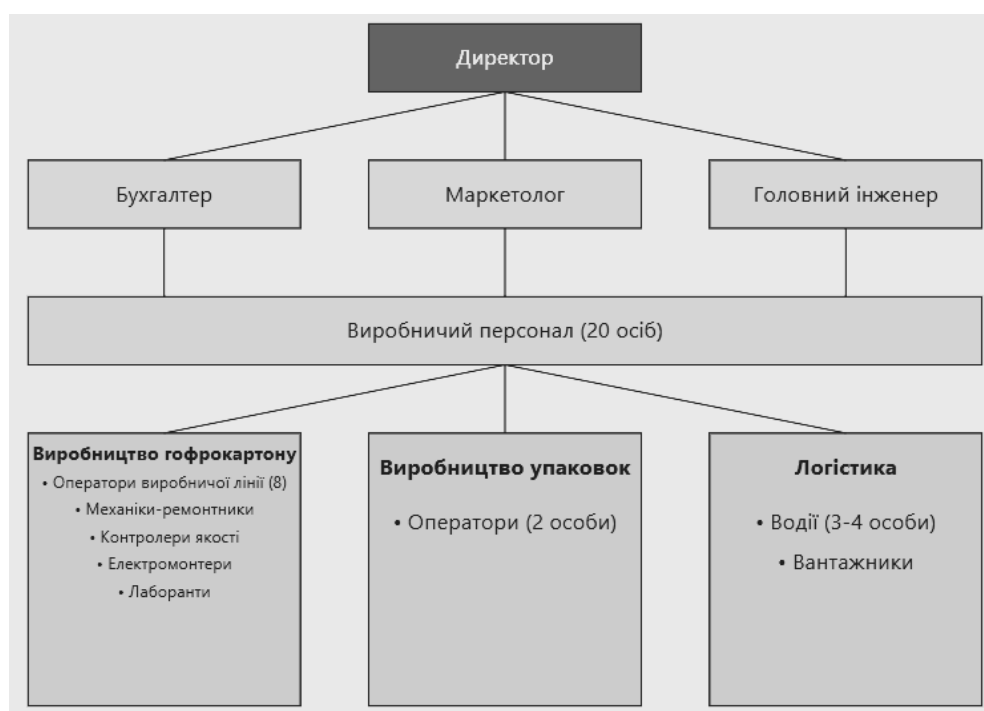 Директор
Бухгалтер
Маркетолог
Головний інженер
Виробничий персонал (20 осіб)
Виробництво гофрокартону
• Оператори виробничої лінії (8)
• Механіки-ремонтники
• Контролери якості
• Електромонтери
• Лаборанти
Виробництво упаковок
• Оператори (2 особи)
Логістика
• Водії (3-4 особи)
• Вантажники